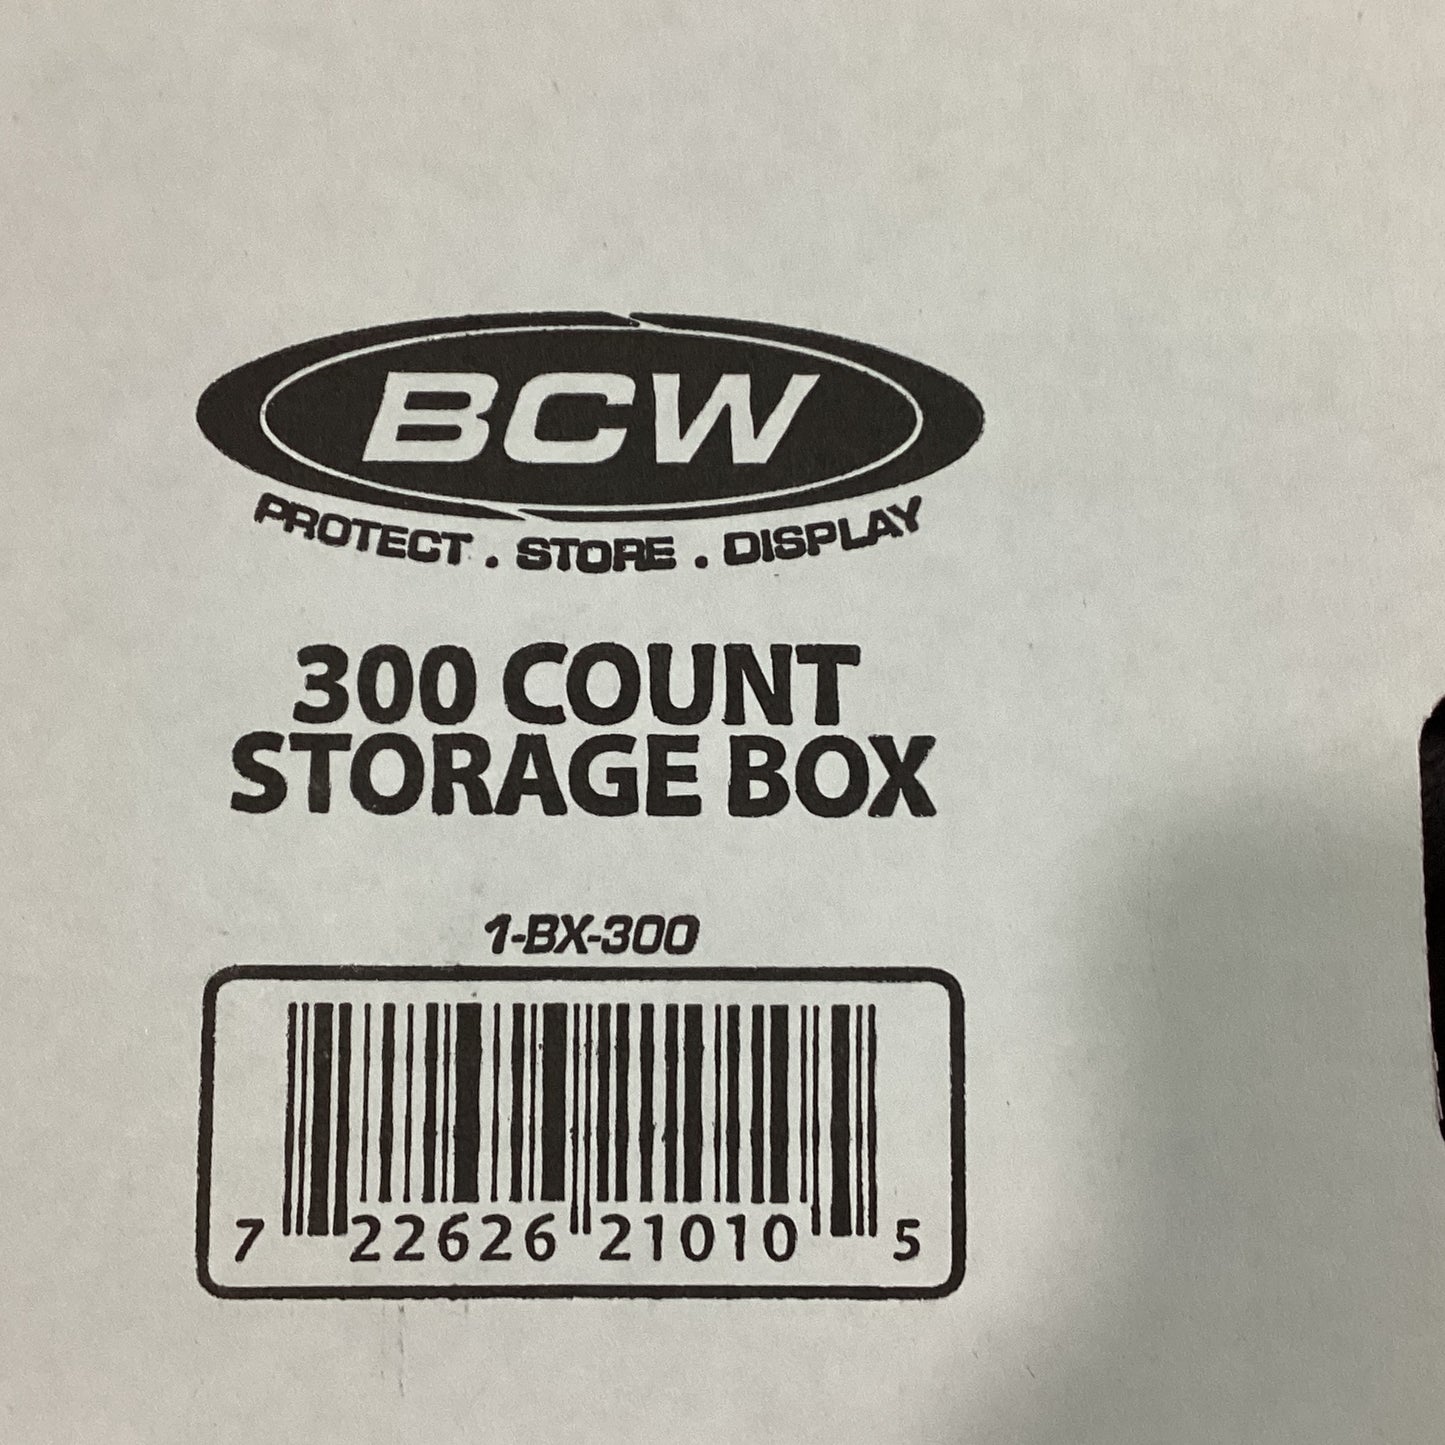 BCW
PROTECT . STORE . DISPLAY
300 COUNT
STORAGE BOX
1-BX-300
7 22626 21010 5